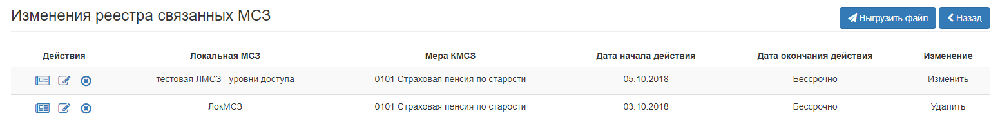 Изменения реестра связанных МСЗ
Выгрузить файл Назад
Действия Локальная МСЗ Мера КМСЗ Дата начала действия Дата окончания действия Изменение
тестовая ЛМСЗ - уровни доступа 0101 Страховая пенсия по старости 05.10.2018 Бессрочно Изменить
ЛокМСЗ 0101 Страховая пенсия по старости 03.10.2018 Бессрочно Удалить